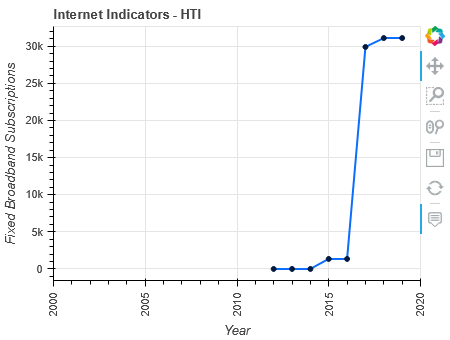 Internet Indicators - HTI
Fixed Broadband Subscriptions
30k
25k
20k
15k
10k
5k
0
2000
2005
2010
2015
2020
Year